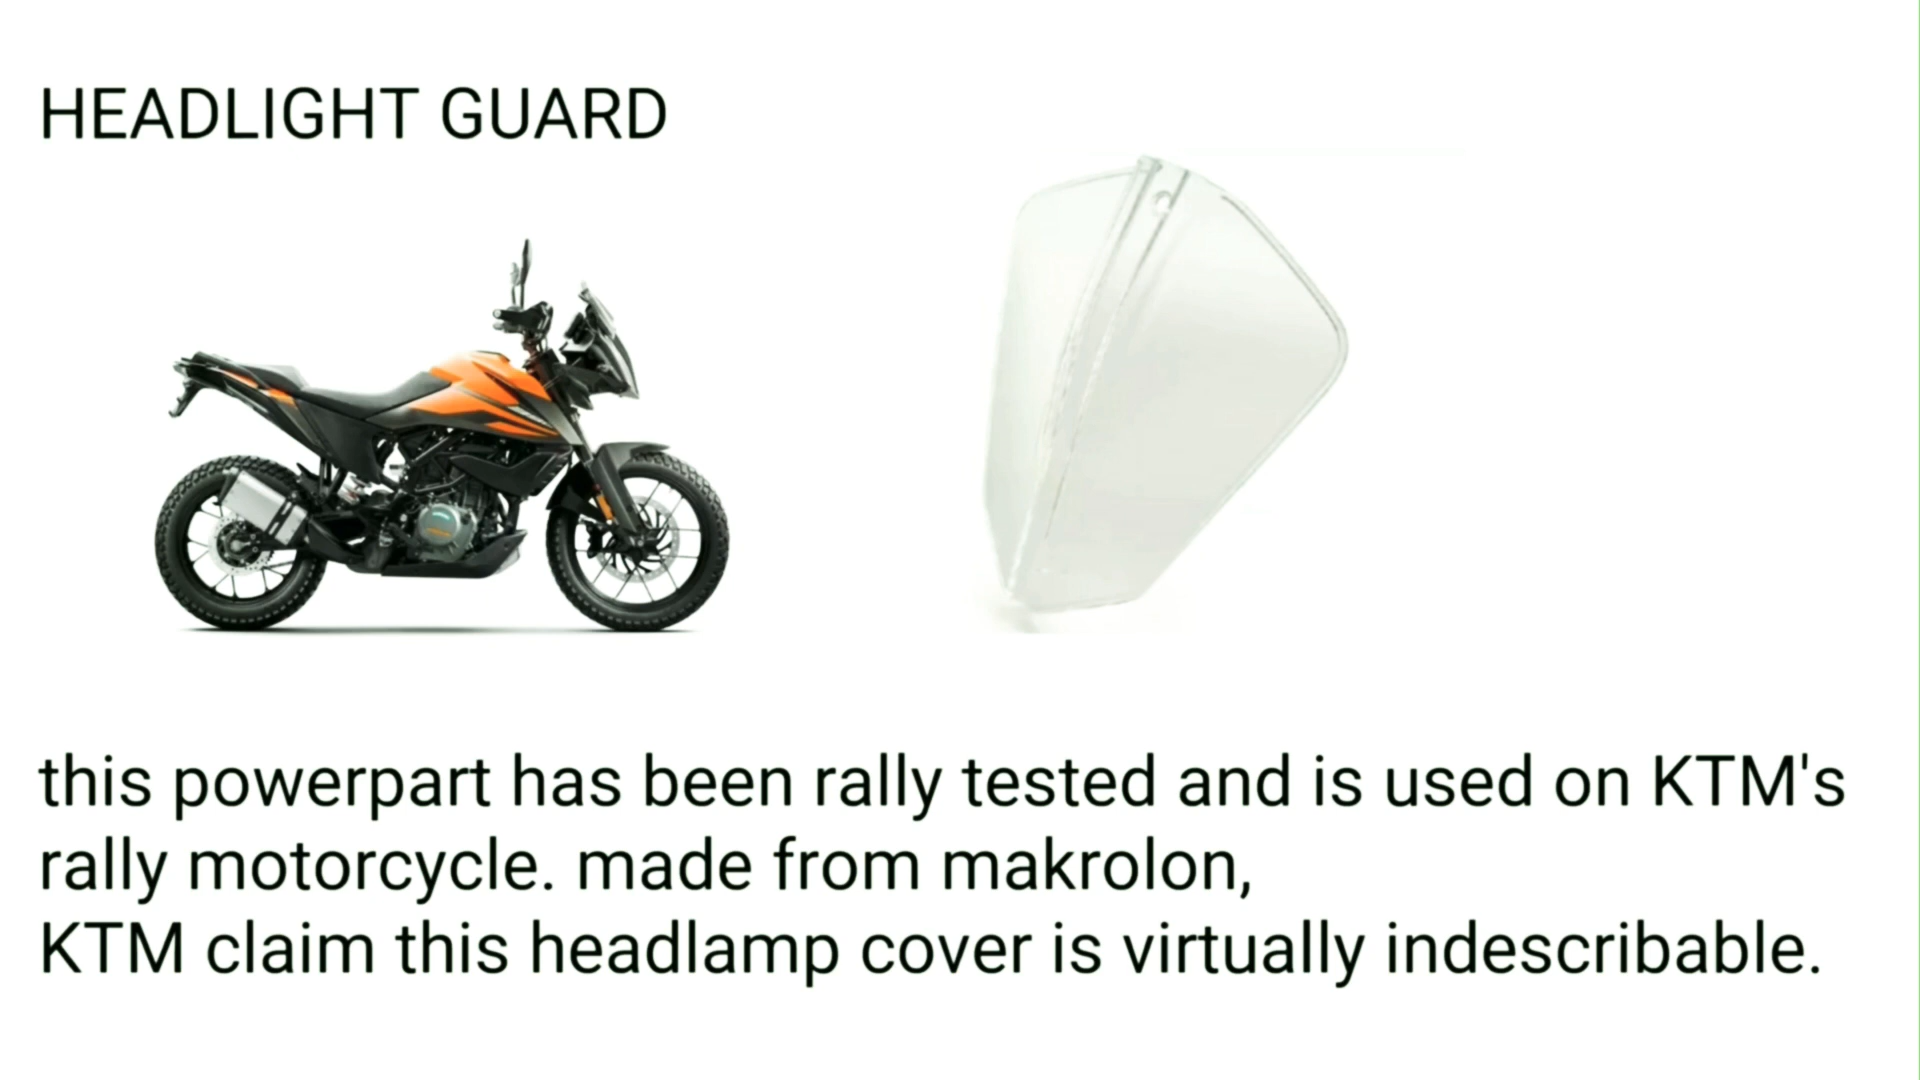 HEADLIGHT GUARD
this powerpart has been rally tested and is used on KTM's
rally motorcycle. made from makrolon,
KTM claim this headlamp cover is virtually indescribable.